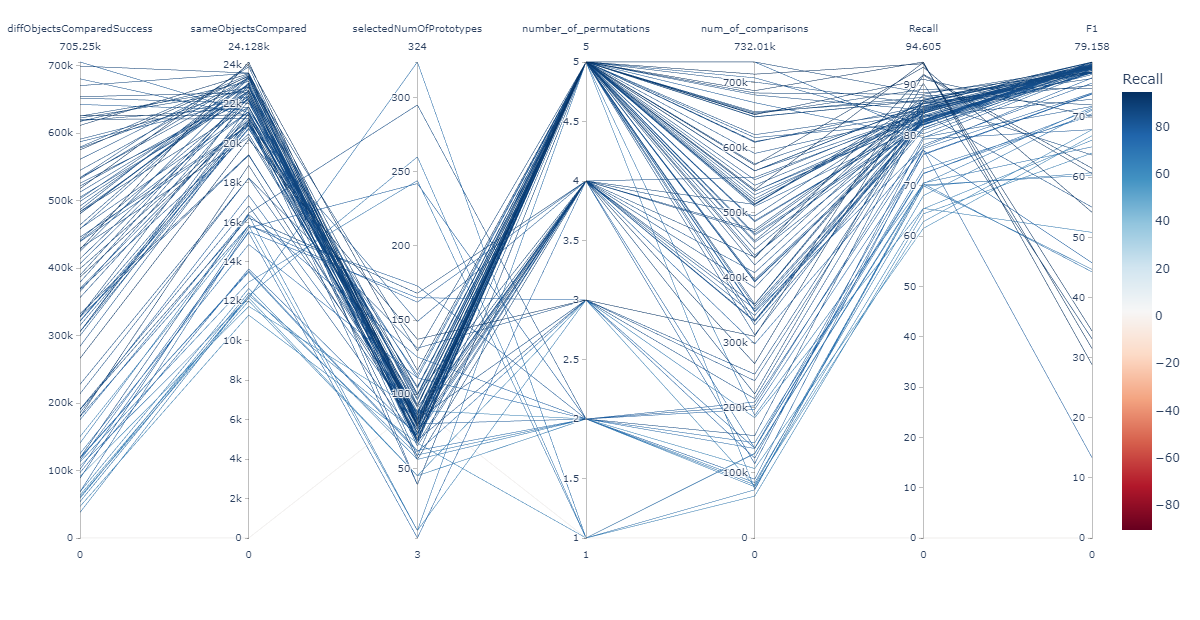 diffObjectsComparedSuccess sameObjectsCompared selectedNumOfPrototypes number_of_permutations num_of_comparisons Recall F1
705.25k 24.128k 324 5 732.01k 94.605 79.158
700k
600k
500k
400k
300k
200k
100k
0
0
24k
22k
20k
18k
16k
14k
12k
10k
8k
6k
4k
2k
0
0
300
250
200
150
100
50
3
5
4.5
4
3.5
3
2.5
2
1.5
1
1
700k
600k
500k
400k
300k
200k
100k
0
0
90
80
70
60
50
40
30
20
10
0
0
70
60
50
40
30
20
10
0
0
Recall
80
60
40
20
0
−20
−40
−60
−80